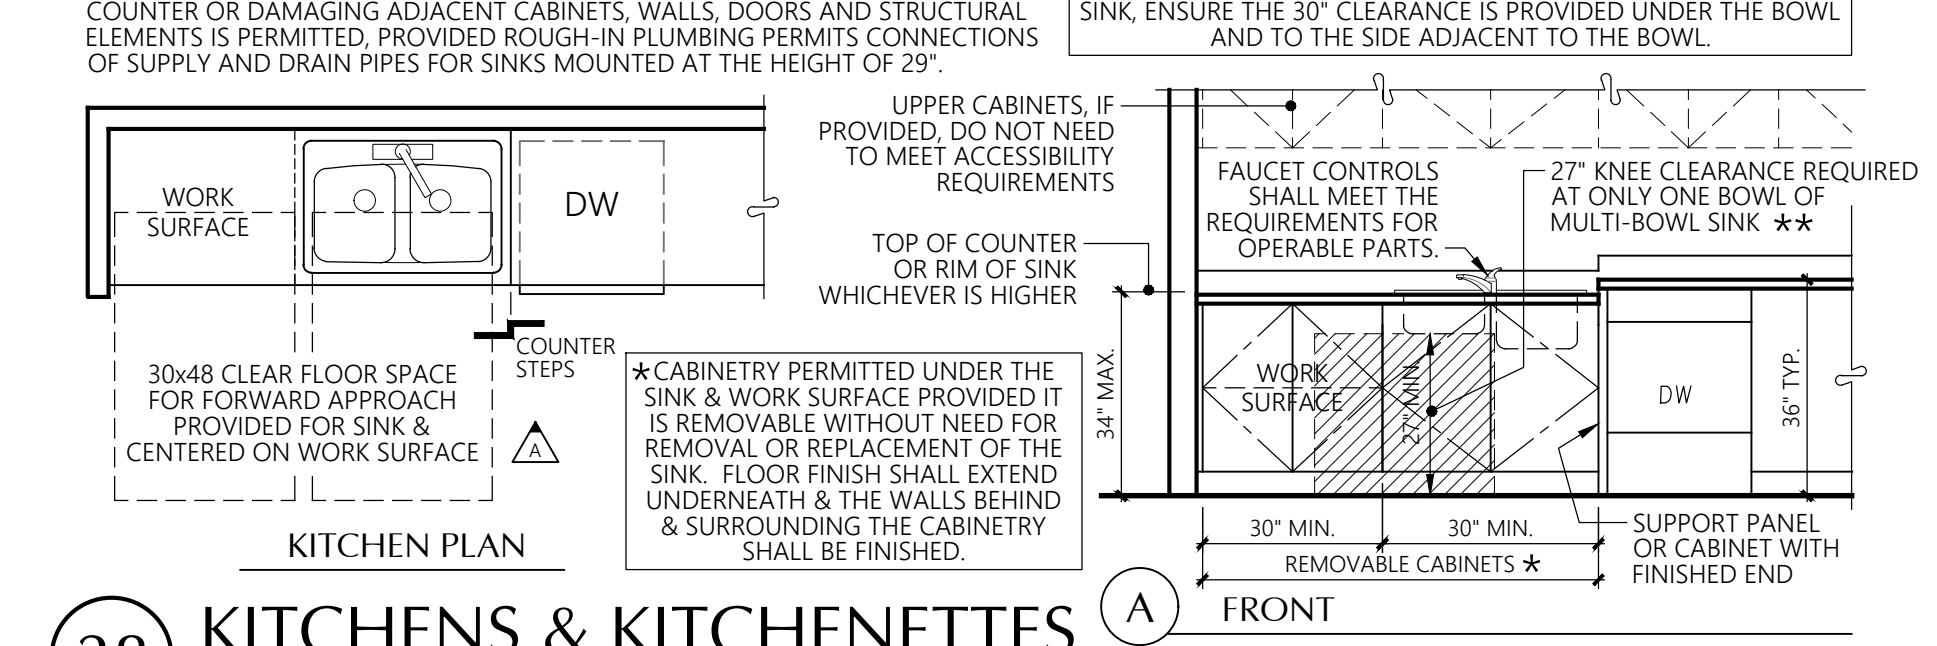 COUNTER OR DAMAGING ADJACENT CABINETS, WALLS, DOORS AND STRUCTURAL
ELEMENTS IS PERMITTED, PROVIDED ROUGH-IN PLUMBING PERMITS CONNECTIONS
OF SUPPLY AND DRAIN PIPES FOR SINKS MOUNTED AT THE HEIGHT OF 29".
SINK, ENSURE THE 30" CLEARANCE IS PROVIDED UNDER THE BOWL
AND TO THE SIDE ADJACENT TO THE BOWL.
WORK
SURFACE
DW
COUNTER
STEPS
30x48 CLEAR FLOOR SPACE
FOR FORWARD APPROACH
PROVIDED FOR SINK &
CENTERED ON WORK SURFACE
A
KITCHEN PLAN
*CABINETRY PERMITTED UNDER THE
SINK & WORK SURFACE PROVIDED IT
IS REMOVABLE WITHOUT NEED FOR
REMOVAL OR REPLACEMENT OF THE
SINK. FLOOR FINISH SHALL EXTEND
UNDERNEATH & THE WALLS BEHIND
& SURROUNDING THE CABINETRY
SHALL BE FINISHED.
UPPER CABINETS, IF
PROVIDED, DO NOT NEED
TO MEET ACCESSIBILITY
REQUIREMENTS
TOP OF COUNTER
OR RIM OF SINK
WHICHEVER IS HIGHER
FAUCET CONTROLS
SHALL MEET THE
REQUIREMENTS FOR
OPERABLE PARTS.
27" KNEE CLEARANCE REQUIRED
AT ONLY ONE BOWL OF
MULTI-BOWL SINK **
34" MAX.
WORK
SURFACE
27" MIN
DW
36" TYP.
30" MIN.
30" MIN.
REMOVABLE CABINETS *
SUPPORT PANEL
OR CABINET WITH
FINISHED END
A
FRONT
KITCHENS & KITCHENETTES